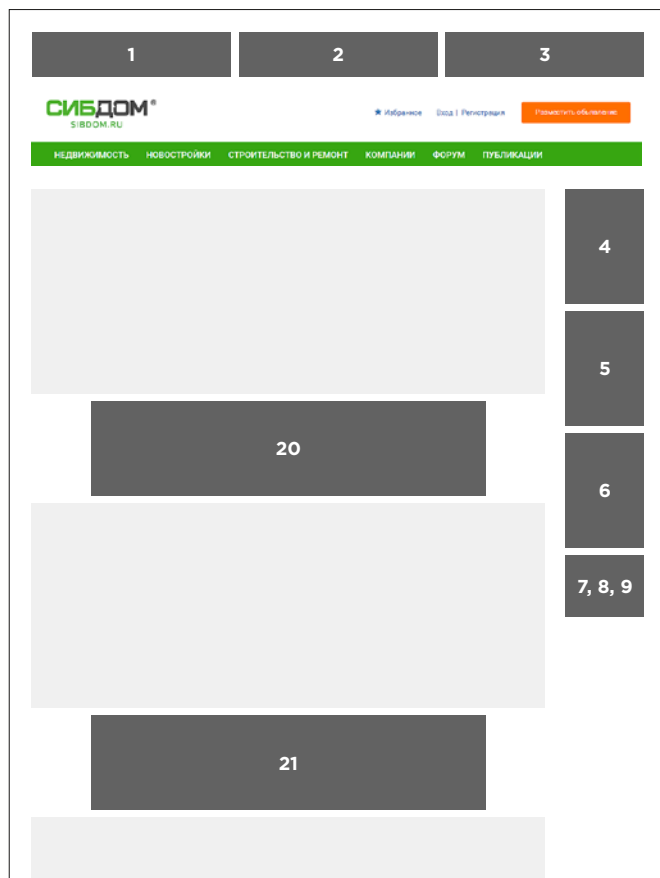 1 2 3
СИБДОМ®
SIBDOM.RU
★ Избранное Вход | Регистрация Разместить объявление
НЕДВИЖИМОСТЬ НОВОСТРОЙКИ СТРОИТЕЛЬСТВО И РЕМОНТ КОМПАНИИ ФОРУМ ПУБЛИКАЦИИ
4
5
20
6
7, 8, 9
21